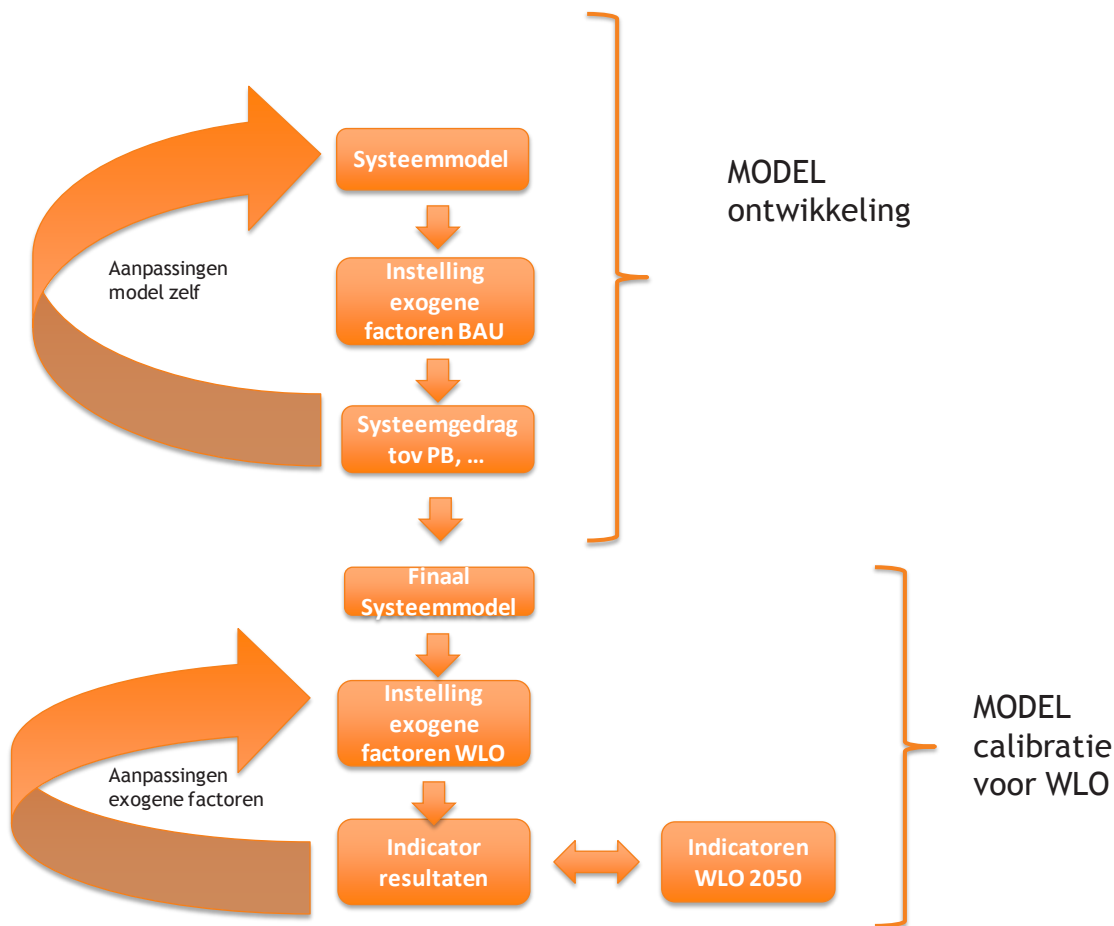 Systeemmodel
MODEL
ontwikkeling
Aanpassingen
model zelf
Instelling
exogene
factoren BAU
Systeemgedrag
tov PB, ...
Finaal
Systeemmodel
Instelling
exogene
factoren WLO
MODEL
calibratie
voor WLO
Aanpassingen
exogene factoren
Indicator
resultaten
Indicatoren
WLO 2050